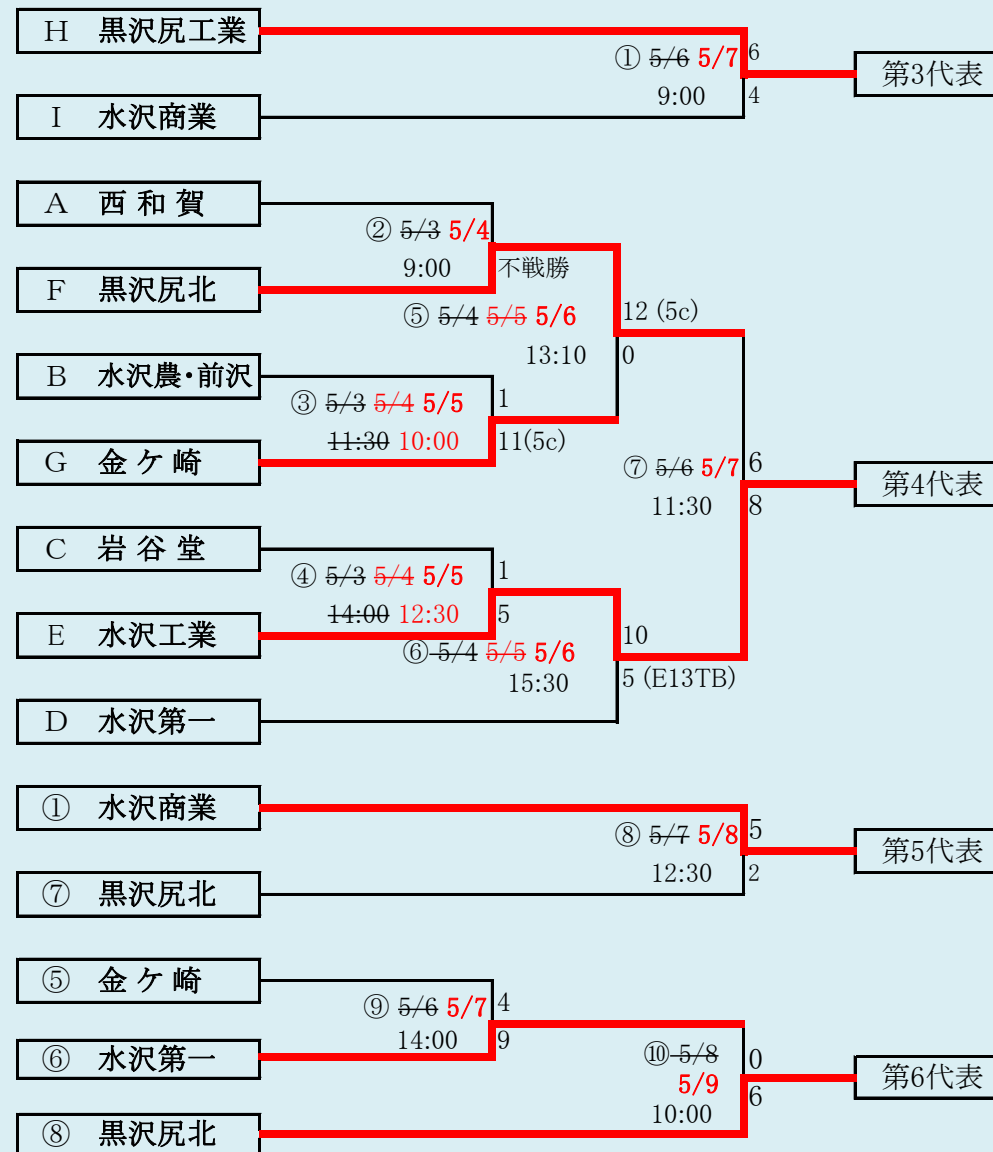 H 黒沢尻工業
① 5/6 5/7 6
第3代表
9:00 4
I 水沢商業
A 西和賀
② 5/3 5/4
9:00 不戦勝
F 黒沢尻北
⑤ 5/4 5/5 5/6 12 (5c)
13:10 0
B 水沢農・前沢
③ 5/3 5/4 5/5 1
11:30 10:00 11(5c)
G 金ケ崎
⑦ 5/6 5/7 6
第4代表
11:30 8
C 岩谷堂
④ 5/3 5/4 5/5 1
14:00 12:30 5
E 水沢工業
10
⑥ 5/4 5/5 5/6
15:30 5 (E13TB)
D 水沢第一
① 水沢商業
⑧ 5/7 5/8 5
第5代表
12:30 2
⑦ 黒沢尻北
⑤ 金ケ崎
⑨ 5/6 5/7 4
14:00 9
⑥ 水沢第一
⑩ 5/8 0
5/9
第6代表
6
10:00
⑧ 黒沢尻北